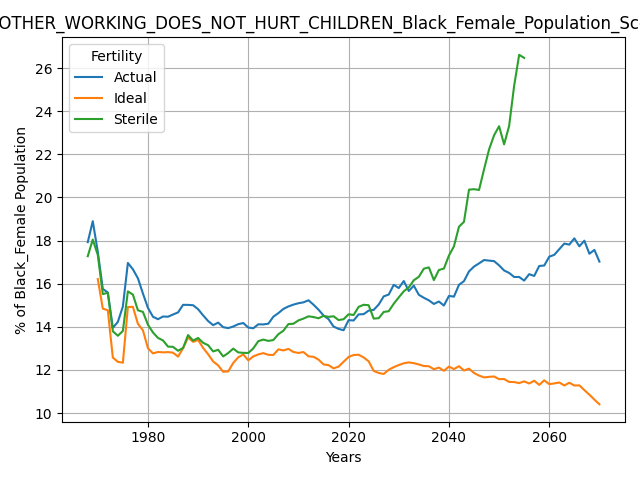 OTHER_WORKING_DOES_NOT_HURT_CHILDREN_Black_Female_Population_Sc
Fertility
Actual
Ideal
Sterile
% of Black_Female Population
26
24
22
20
18
16
14
12
10
1980 2000 2020 2040 2060
Years